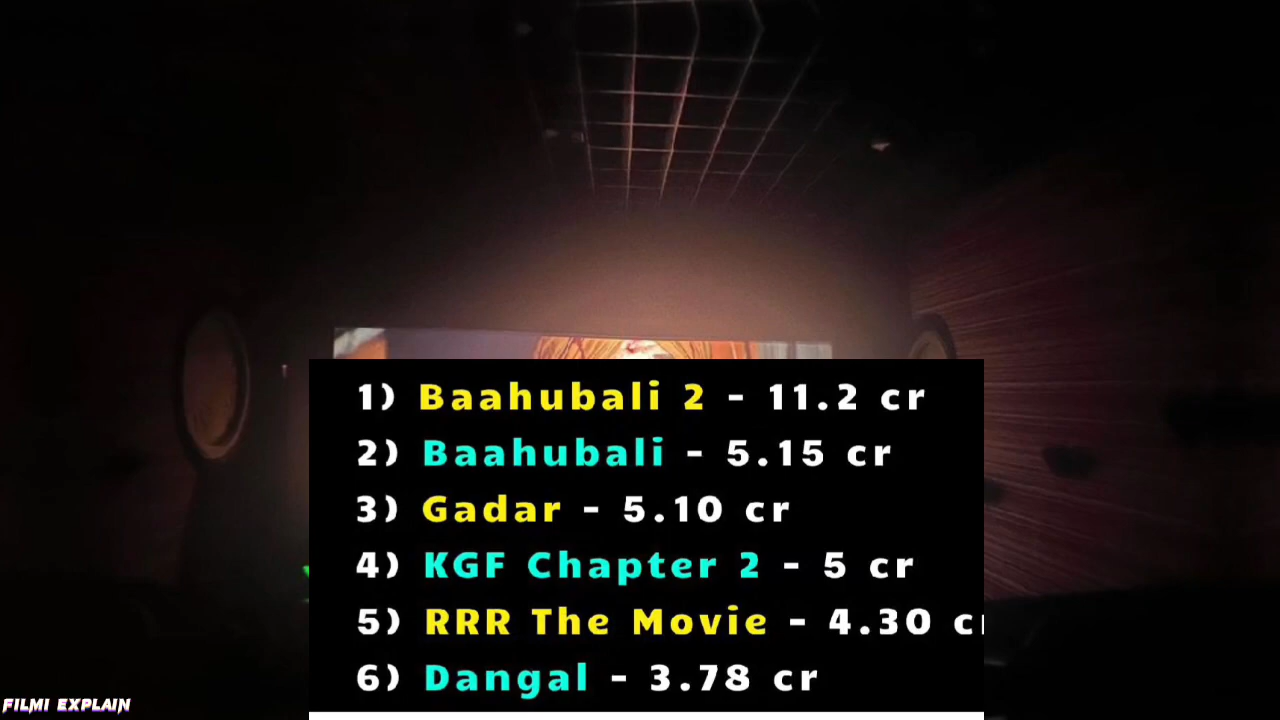 1) Baahubali 2 - 11.2 cr
2) Baahubali - 5.15 cr
3) Gadar - 5.10 cr
4) KGF Chapter 2 - 5 cr
5) RRR The Movie - 4.30 cr
6) Dangal - 3.78 cr
FILMI EXPLAIN